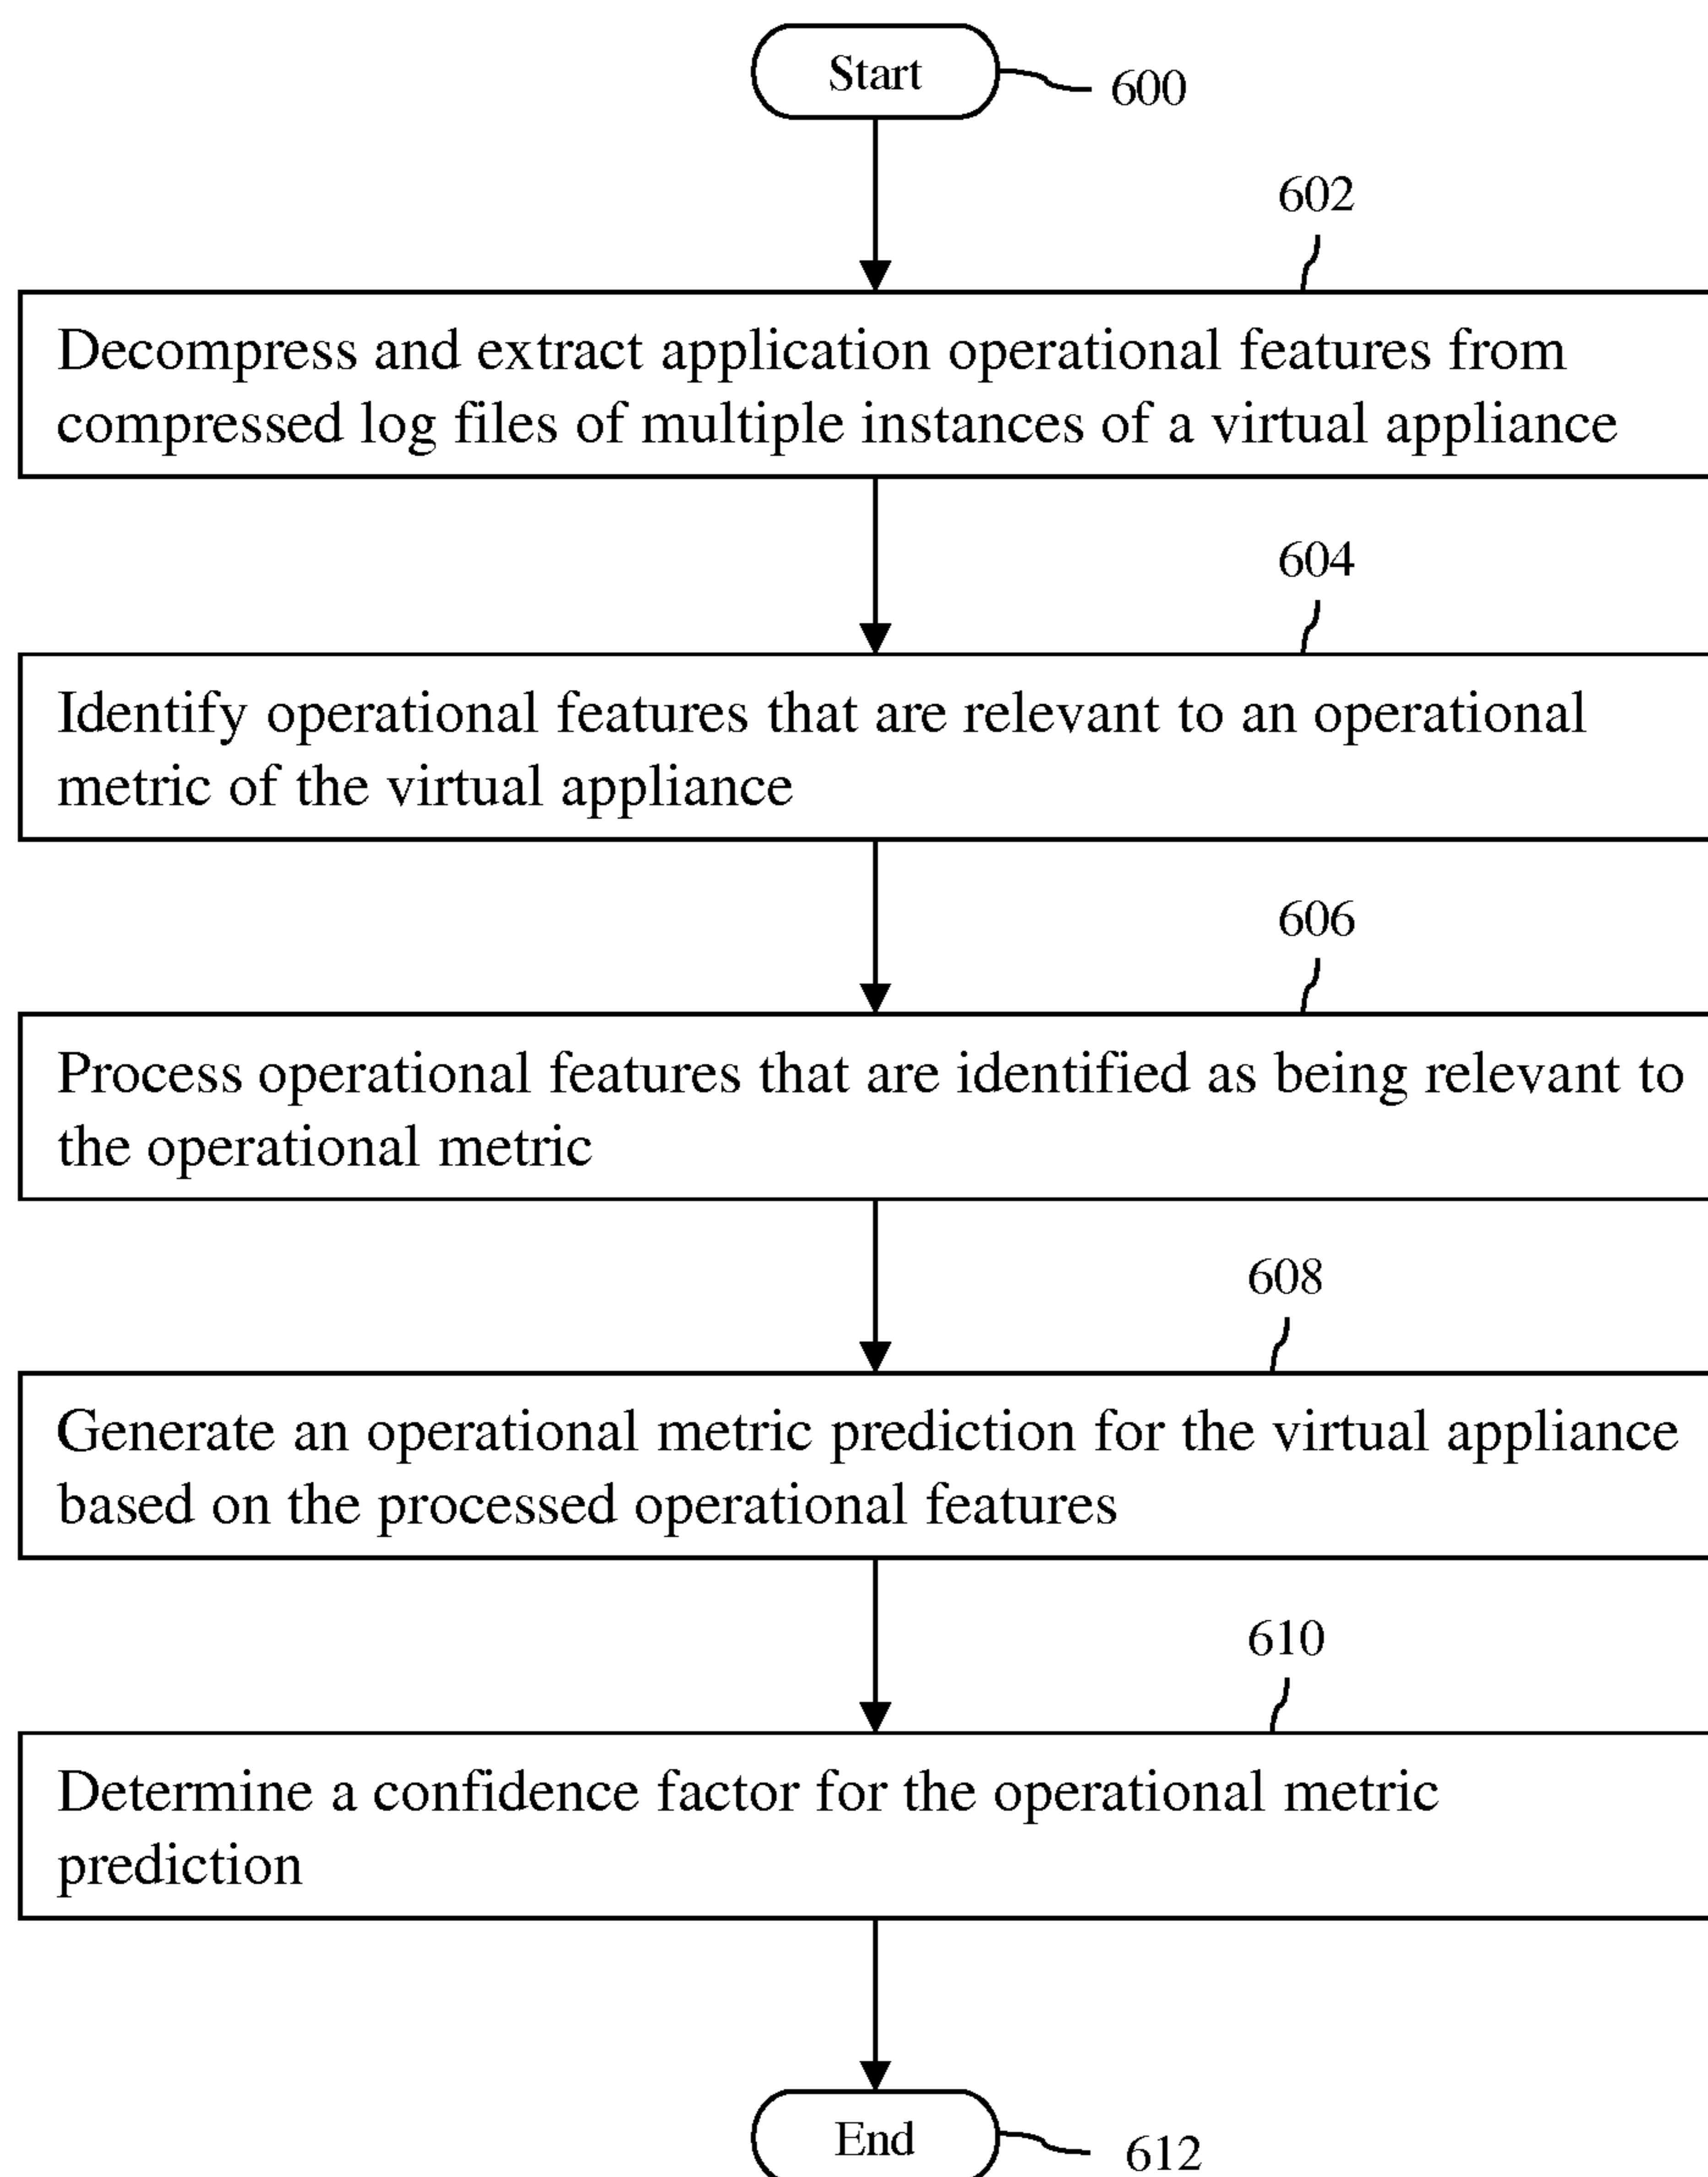 Start
600
602
Decompress and extract application operational features from
compressed log files of multiple instances of a virtual appliance
604
Identify operational features that are relevant to an operational
metric of the virtual appliance
606
Process operational features that are identified as being relevant to
the operational metric
608
Generate an operational metric prediction for the virtual appliance
based on the processed operational features
610
Determine a confidence factor for the operational metric
prediction
End
612